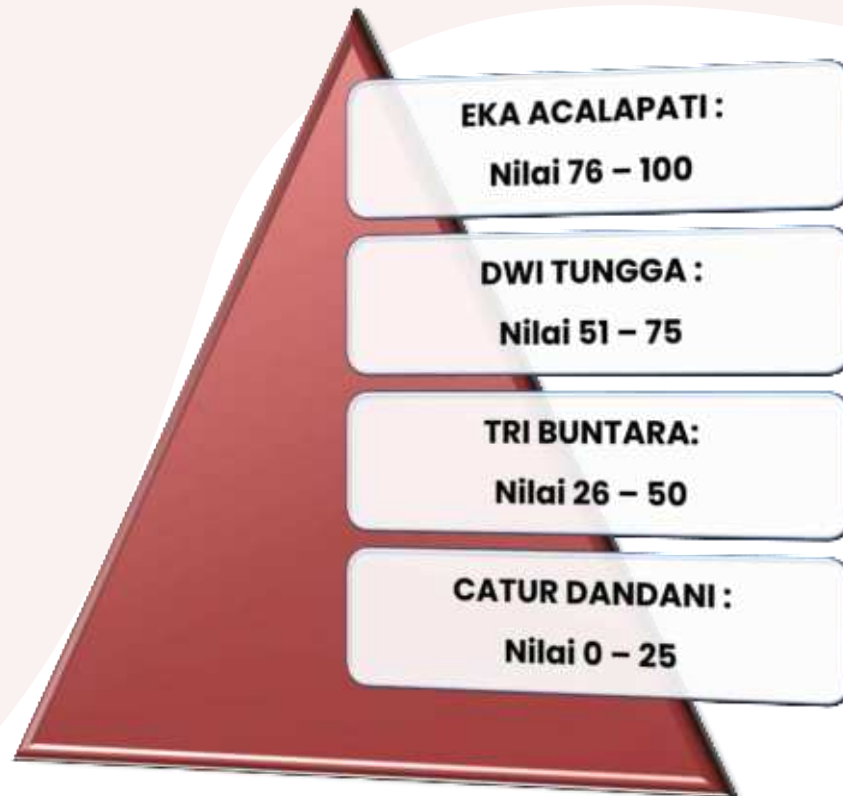 EKA ACALAPATI :
Nilai 76 – 100
DWI TUNGGA :
Nilai 51 – 75
TRI BUNTARA:
Nilai 26 – 50
CATUR DANDANI :
Nilai 0 – 25